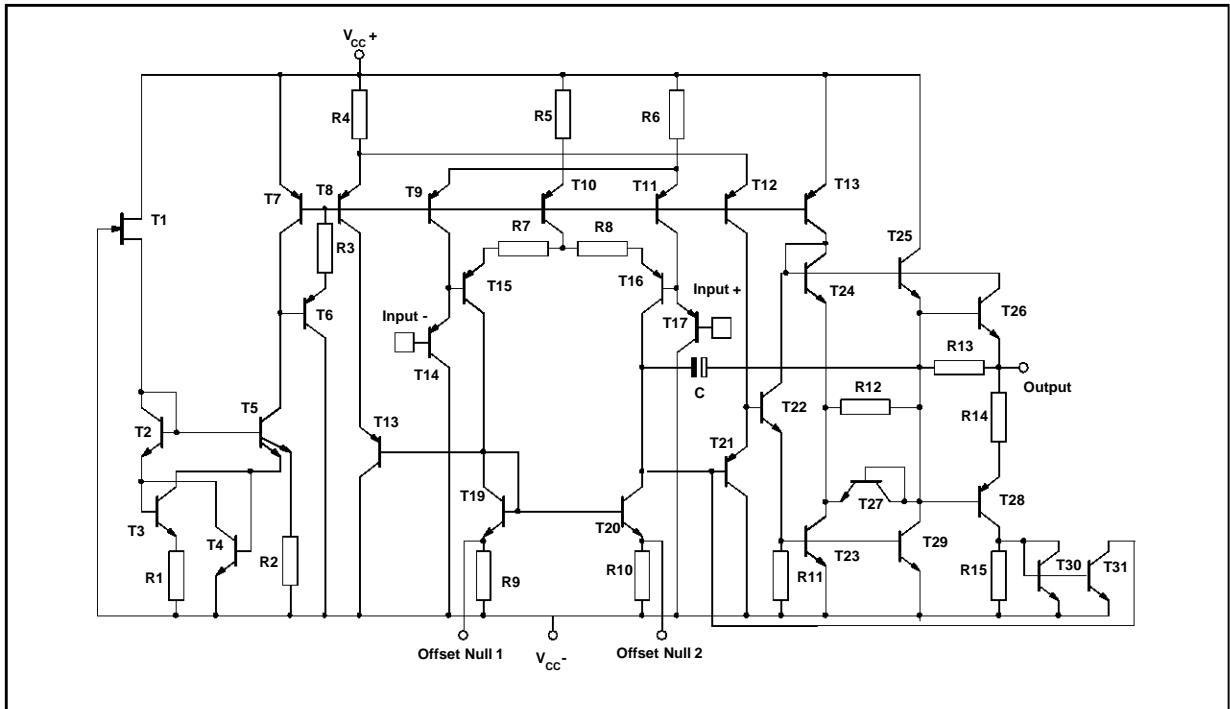 VCC+
R4
R5
R6
T7
T8
T9
T10
T11
T12
T13
T1
R7
R8
T25
R3
T15
T16
Input +
T24
T6
Input -
T17
T26
T14
R13
C
Output
R12
T5
T22
R14
T2
T13
T21
T27
T28
T19
T3
T20
T4
T23
T29
T30
T31
R1
R2
R9
R10
R11
R15
Offset Null 1
VCC-
Offset Null 2